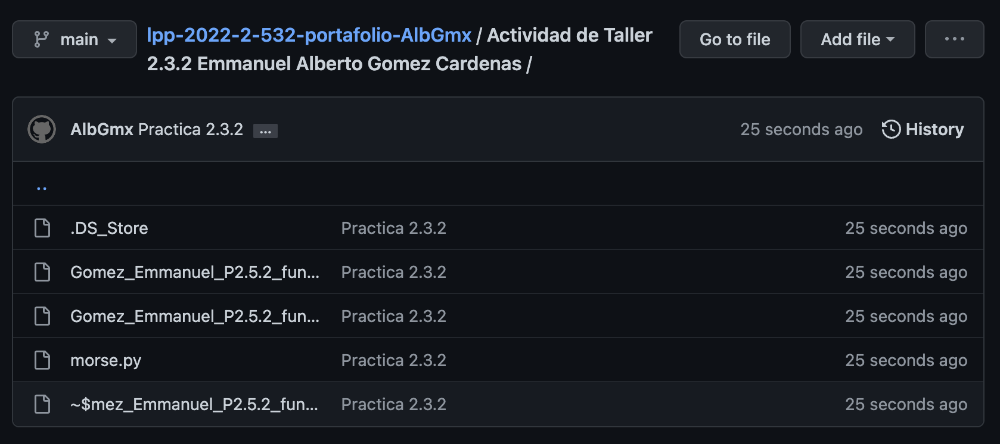 main
lpp-2022-2-532-portafolio-AlbGmx / Actividad de Taller
2.3.2 Emmanuel Alberto Gomez Cardenas /
Go to file
Add file
...
AlbGmx Practica 2.3.2 ...
25 seconds ago
History
..
.DS_Store Practica 2.3.2 25 seconds ago
Gomez_Emmanuel_P2.5.2_fun... Practica 2.3.2 25 seconds ago
Gomez_Emmanuel_P2.5.2_fun... Practica 2.3.2 25 seconds ago
morse.py Practica 2.3.2 25 seconds ago
~$mez_Emmanuel_P2.5.2_fun... Practica 2.3.2 25 seconds ago